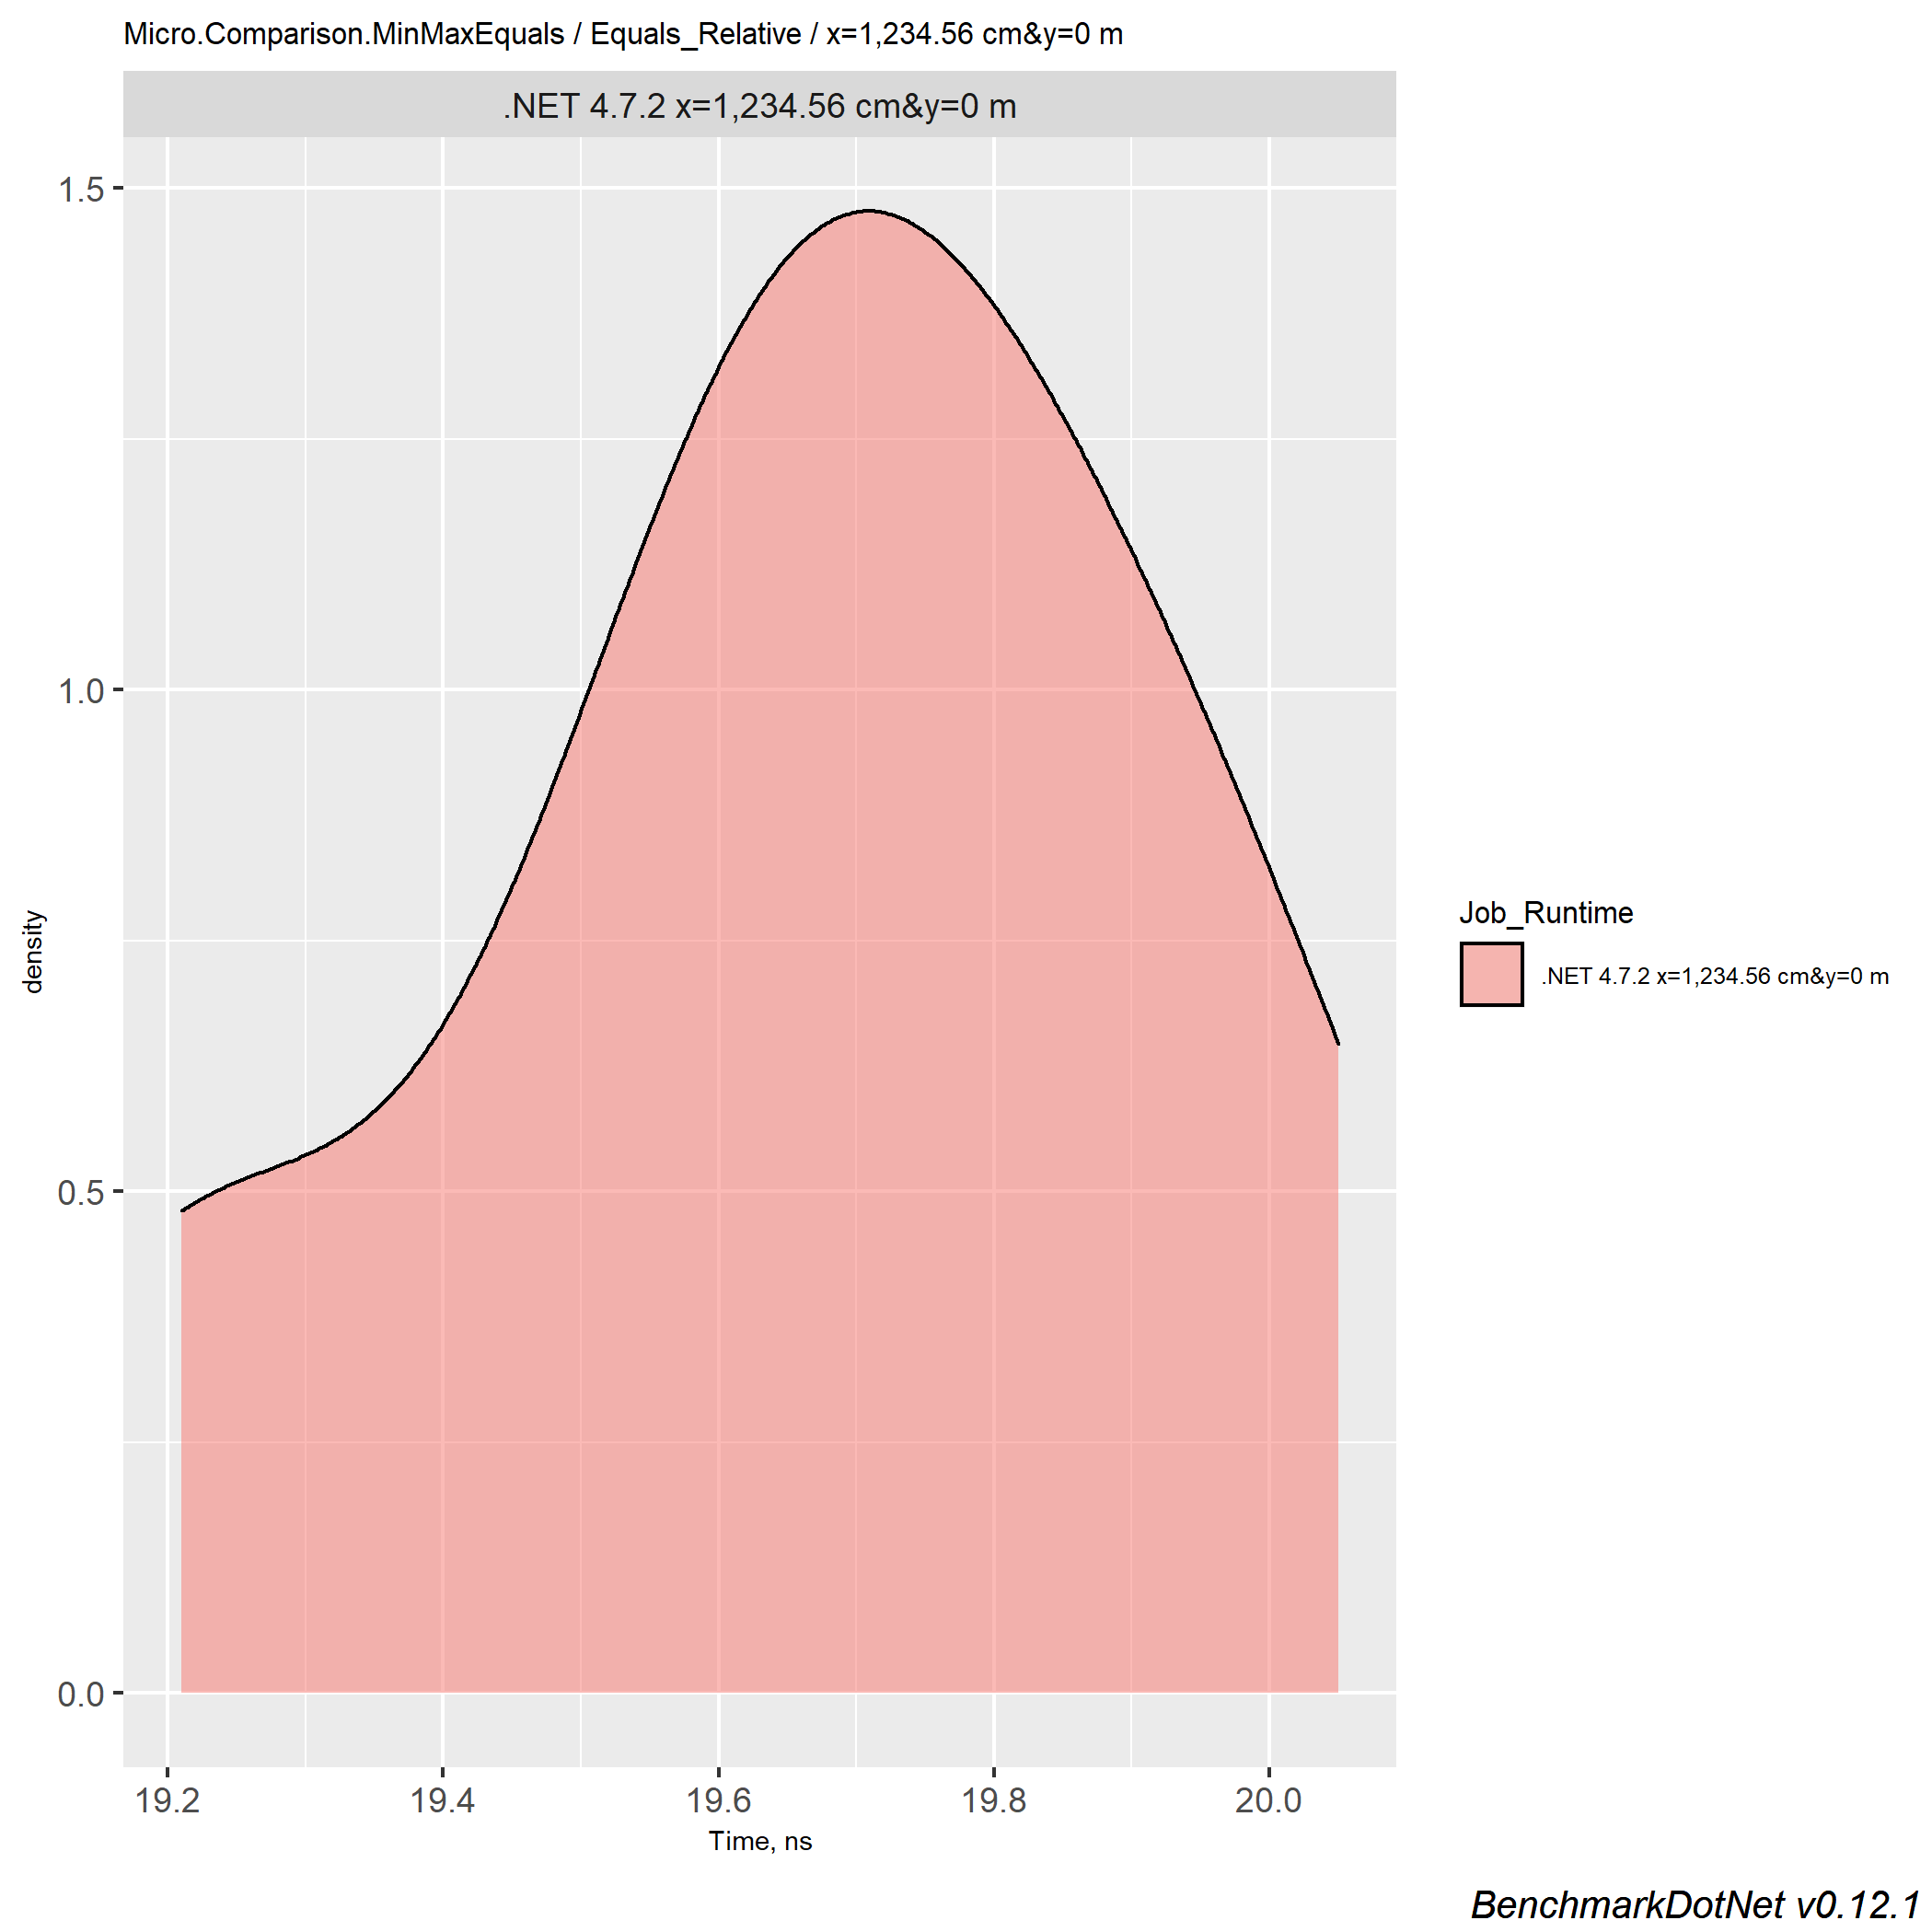 Micro.Comparison.MinMaxEquals / Equals_Relative / x=1,234.56 cm&y=0 m
.NET 4.7.2 x=1,234.56 cm&y=0 m
1.5
1.0
0.5
0.0
density
19.2 19.4 19.6 19.8 20.0
Time, ns
Job_Runtime
.NET 4.7.2 x=1,234.56 cm&y=0 m
BenchmarkDotNet v0.12.1